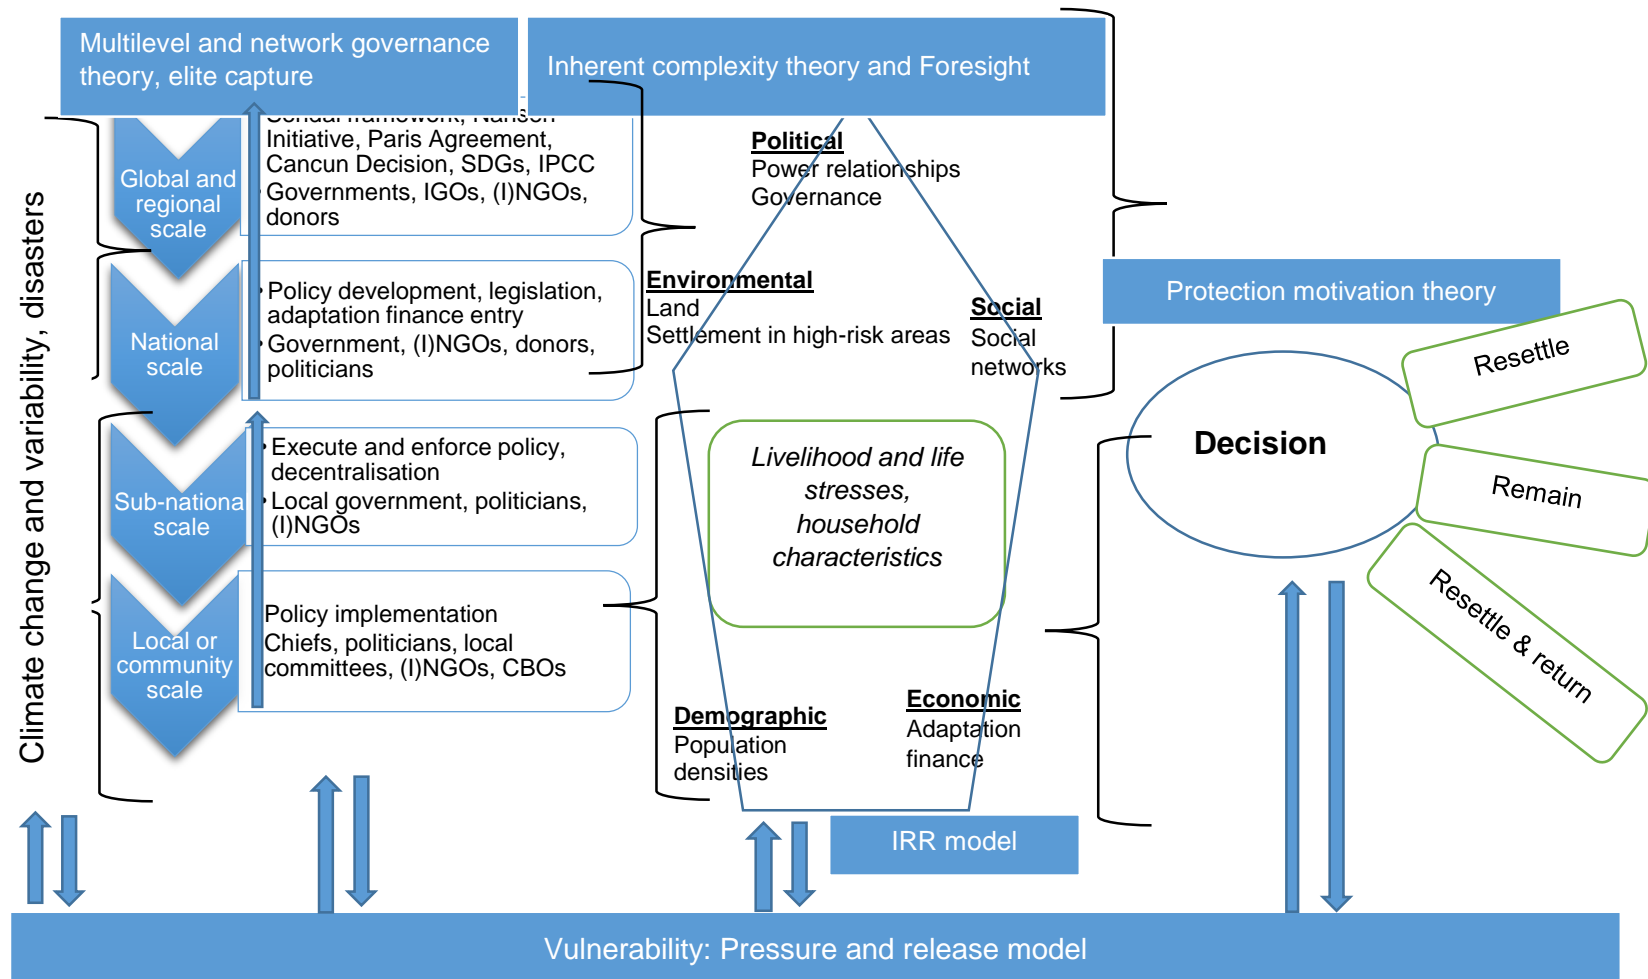 Multilevel and network governance
theory, elite capture
Inherent complexity theory and Foresight
Climate change and variability, disasters
Global and
regional
scale
Initiative, Paris Agreement,
Cancun Decision, SDGs, IPCC
• Governments, IGOs, (I)NGOs,
donors
National
scale
• Policy development, legislation,
adaptation finance entry
• Government, (I)NGOs, donors,
politicians
Sub-national
scale
• Execute and enforce policy,
decentralisation
• Local government, politicians,
(I)NGOs
Local or
community
scale
Policy implementation
Chiefs, politicians, local
committees, (I)NGOs, CBOs
Political
Power relationships
Governance
Environmental
Land
Settlement in high-risk areas
Social
Social
networks
Livelihood and life
stresses,
household
characteristics
Demographic
Population
densities
Economic
Adaptation
finance
IRR model
Protection motivation theory
Decision
Resettle
Remain
Resettle & return
Vulnerability: Pressure and release model